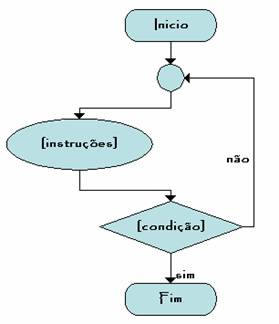 Inicio
[instruções]
não
[condição]
sim
Fim